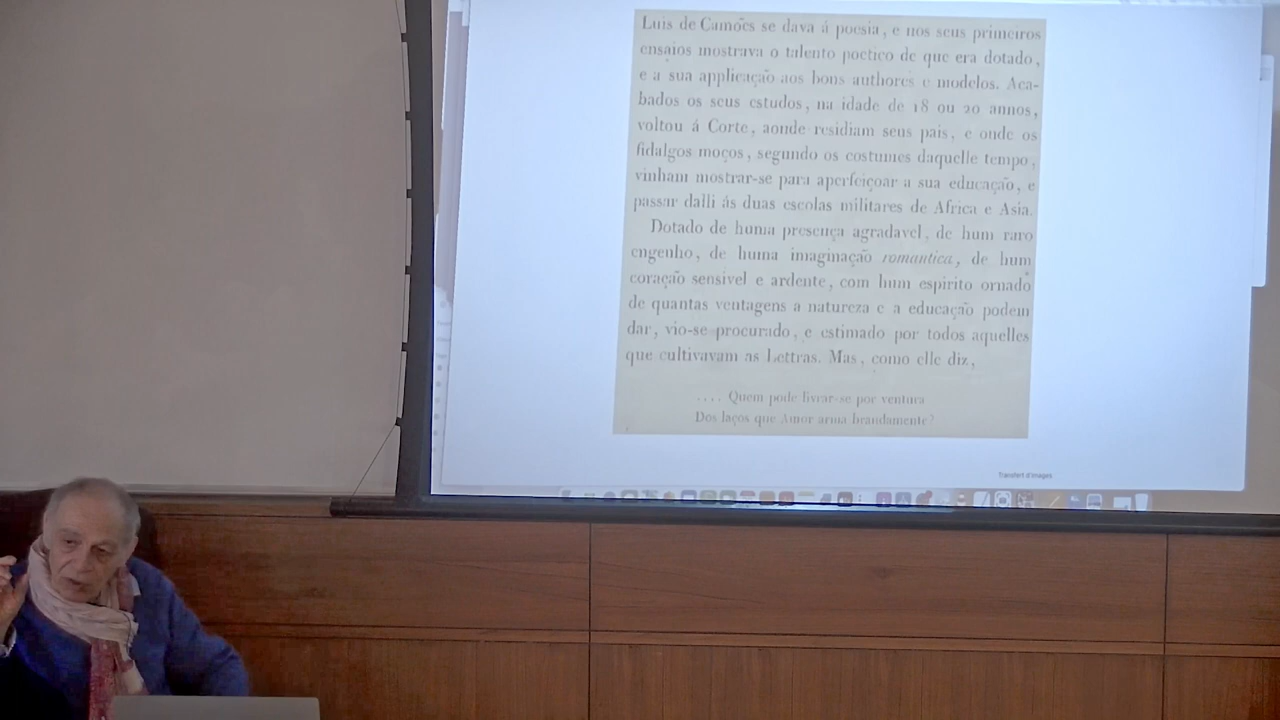 Luis de Camões se dava á poesia, e nos seus primeiros
ensaios mostrava o talento poetico de que era dotado,
e a sua applicação aos bons authores e modelos. Aca-
bados os seus estudos, na idade de 18 ou 20 annos,
voltou á Corte, aonde residiam seus pais, e onde os
fidalgos moços, segundo os costumes daquelle tempo,
vinham mostrar-se para aperfeiçoar a sua educação, e
passar dalli ás duas escolas militares de Africa e Asia.
Dotado de huma presença agradavel, de hum raro
engenho, de huma imaginação romantica, de hum
coração sensivel e ardente, com hum espirito ornado
de quantas ventagens a natureza e a educação podem
dar, vio-se procurado, e estimado por todos aquelles
que cultivavam as Lettras. Mas, como elle diz,
.... Quem pode livrar-se por ventura
Dos laços que Amor arma brandamente?
Transfert d'images